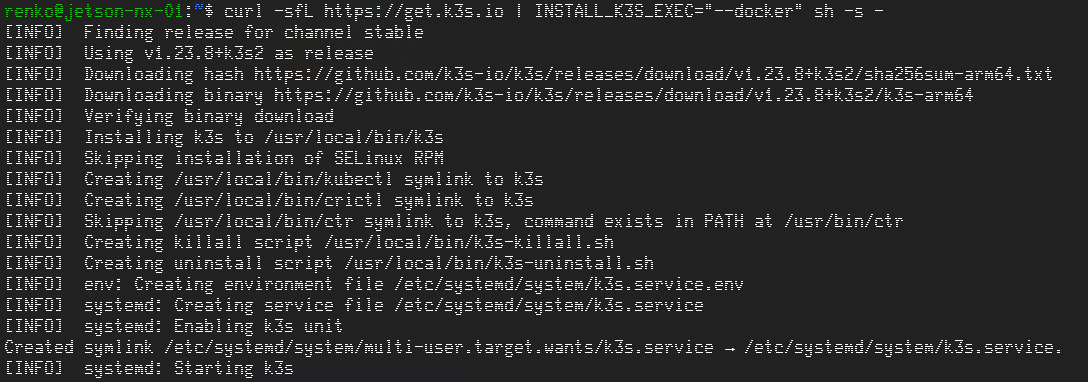 renko@jetson-nx-01:~$ curl -sfL https://get.k3s.io | INSTALL_K3S_EXEC="--docker" sh -s -
[INFO]  Finding release for channel stable
[INFO]  Using v1.23.8+k3s2 as release
[INFO]  Downloading hash https://github.com/k3s-io/k3s/releases/download/v1.23.8+k3s2/sha256sum-arm64.txt
[INFO]  Downloading binary https://github.com/k3s-io/k3s/releases/download/v1.23.8+k3s2/k3s-arm64
[INFO]  Verifying binary download
[INFO]  Installing k3s to /usr/local/bin/k3s
[INFO]  Skipping installation of SELinux RPM
[INFO]  Creating /usr/local/bin/kubectl symlink to k3s
[INFO]  Creating /usr/local/bin/crictl symlink to k3s
[INFO]  Skipping /usr/local/bin/ctr symlink to k3s, command exists in PATH at /usr/bin/ctr
[INFO]  Creating killall script /usr/local/bin/k3s-killall.sh
[INFO]  Creating uninstall script /usr/local/bin/k3s-uninstall.sh
[INFO]  env: Creating environment file /etc/systemd/system/k3s.service.env
[INFO]  systemd: Creating service file /etc/systemd/system/k3s.service
[INFO]  systemd: Enabling k3s unit
Created symlink /etc/systemd/system/multi-user.target.wants/k3s.service → /etc/systemd/system/k3s.service.
[INFO]  systemd: Starting k3s